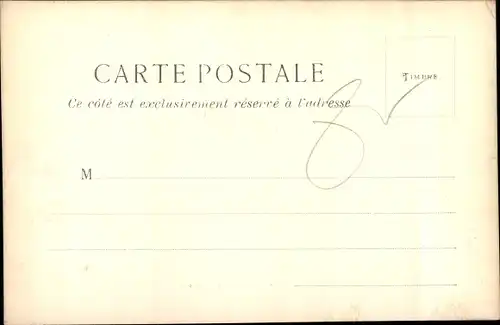 CARTE POSTALE
TIMBRE
Ce côté est exclusivement réservé à l'adresse
M